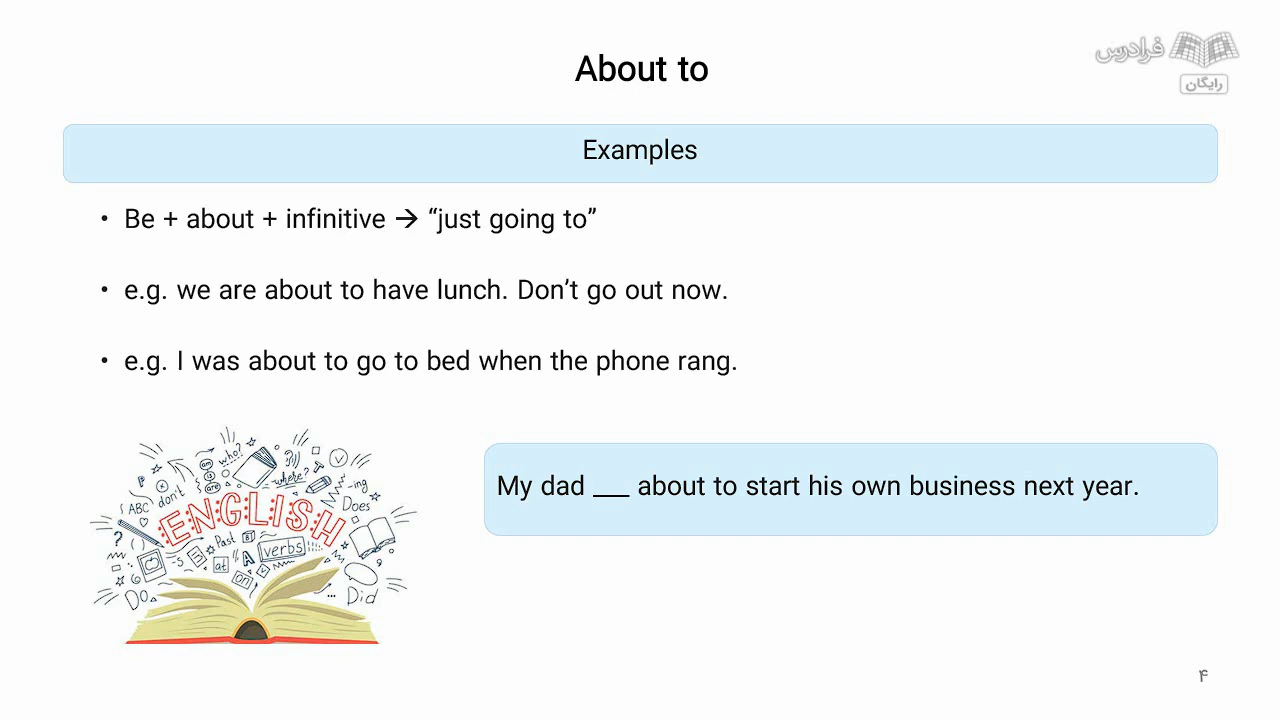 فرادرس
رایگان
About to
Examples
• Be + about + infinitive → “just going to”
• e.g. we are about to have lunch. Don’t go out now.
• e.g. I was about to go to bed when the phone rang.
who?
where?
don't
-ing
Does
ABC
ENGLISH
?
Past
verbs
-s
at
A
on
Do
Did
My dad ___ about to start his own business next year.
۴